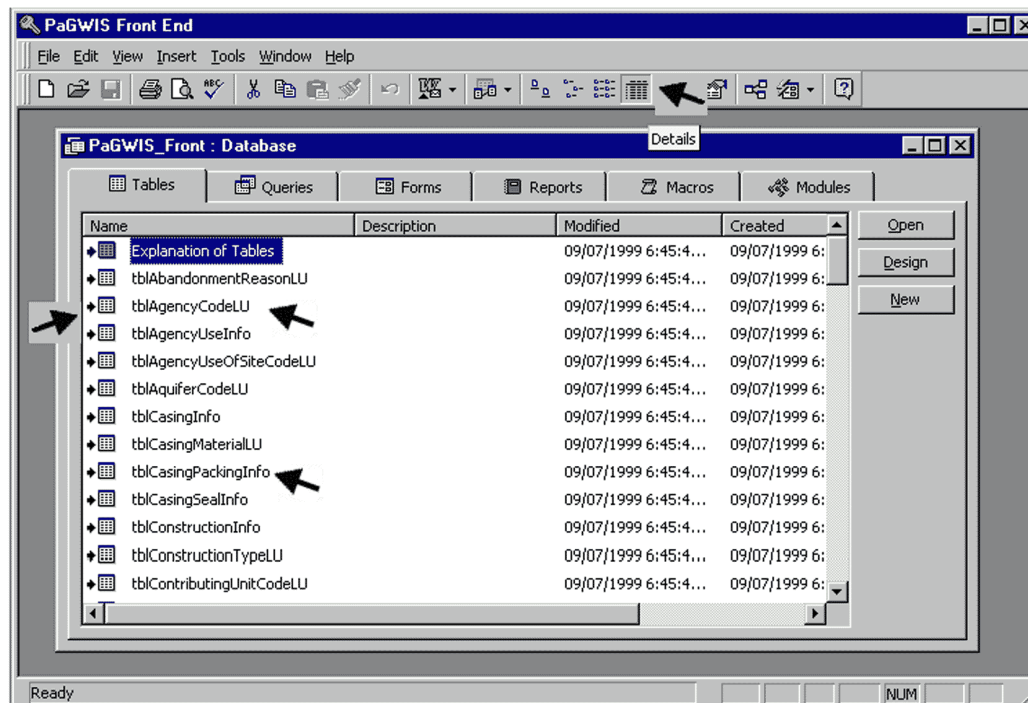 PaGWIS Front End
File Edit View Insert Tools Window Help
ABC
Details
PaGWIS_Front : Database
Tables Queries Forms Reports Macros Modules
Name Description Modified Created
Open
Design
New
Explanation of Tables 09/07/1999 6:45:4... 09/07/1999 6:
tblAbandonmentReasonLU 09/07/1999 6:45:4... 09/07/1999 6:
tblAgencyCodeLU 09/07/1999 6:45:4... 09/07/1999 6:
tblAgencyUseInfo 09/07/1999 6:45:4... 09/07/1999 6:
tblAgencyUseOfSiteCodeLU 09/07/1999 6:45:4... 09/07/1999 6:
tblAquiferCodeLU 09/07/1999 6:45:4... 09/07/1999 6:
tblCasingInfo 09/07/1999 6:45:4... 09/07/1999 6:
tblCasingMaterialLU 09/07/1999 6:45:4... 09/07/1999 6:
tblCasingPackingInfo 09/07/1999 6:45:4... 09/07/1999 6:
tblCasingSealInfo 09/07/1999 6:45:4... 09/07/1999 6:
tblConstructionInfo 09/07/1999 6:45:4... 09/07/1999 6:
tblConstructionTypeLU 09/07/1999 6:45:4... 09/07/1999 6:
tblContributingUnitCodeLU 09/07/1999 6:45:4... 09/07/1999 6:
Ready NUM